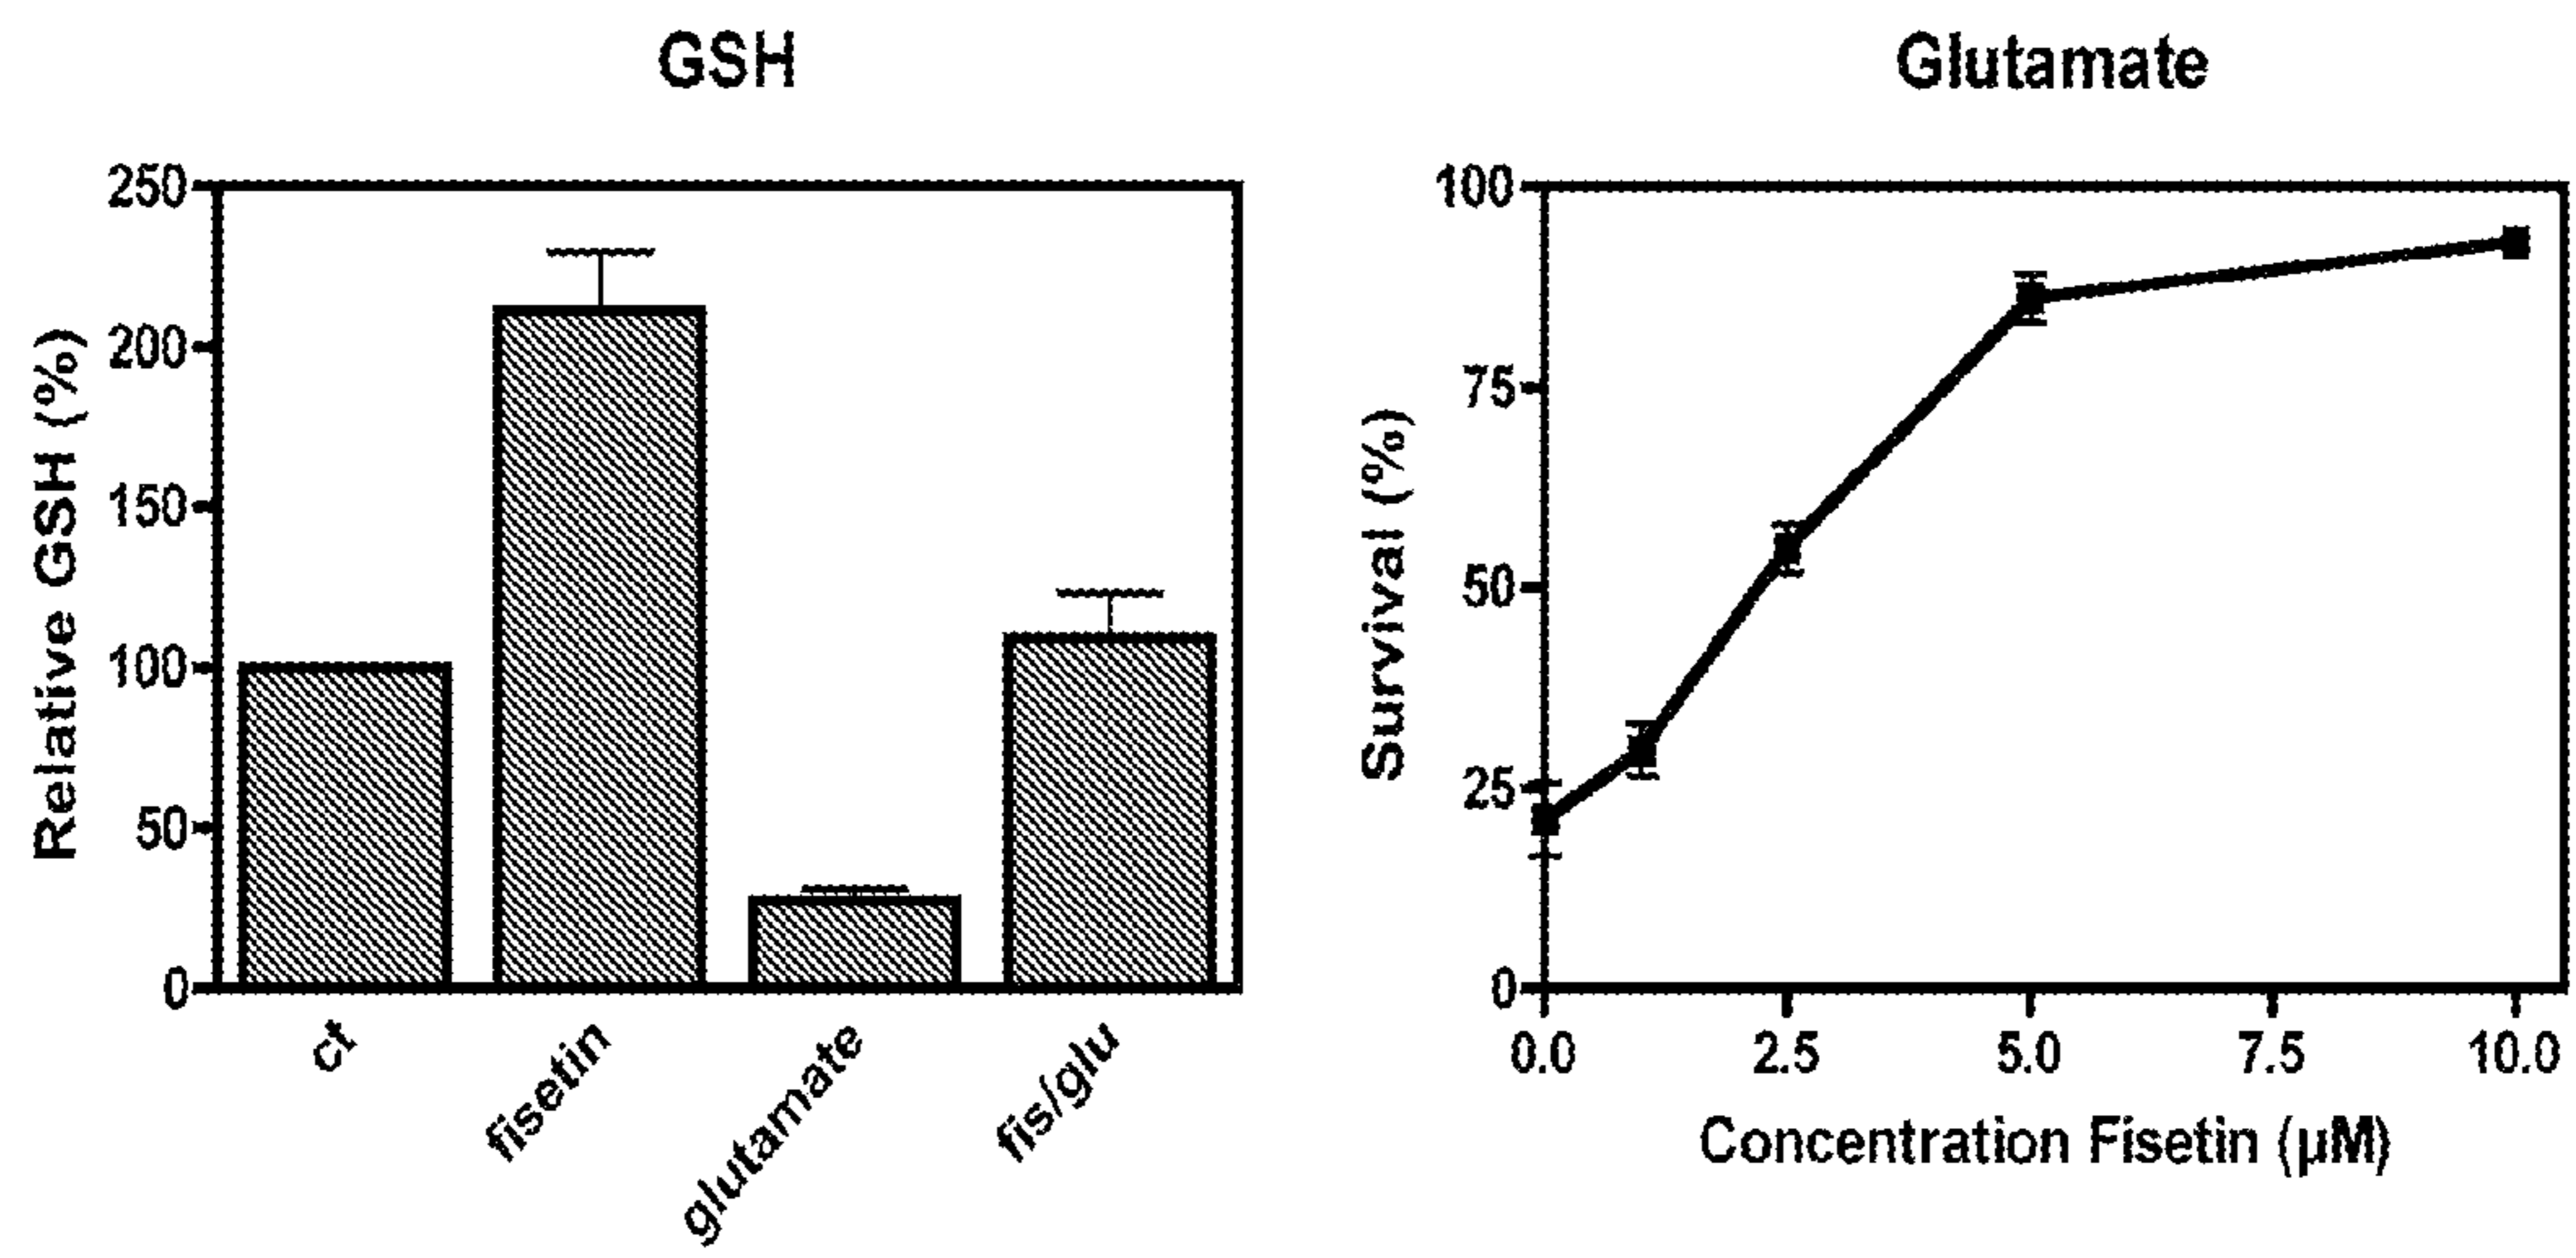 GSH
Relative GSH (%)
250
200
150
100
50
0
ct
fisetin
glutamate
fis/glu
Glutamate
Survival (%)
100
75
50
25
0
0.0 2.5 5.0 7.5 10.0
Concentration Fisetin (µM)